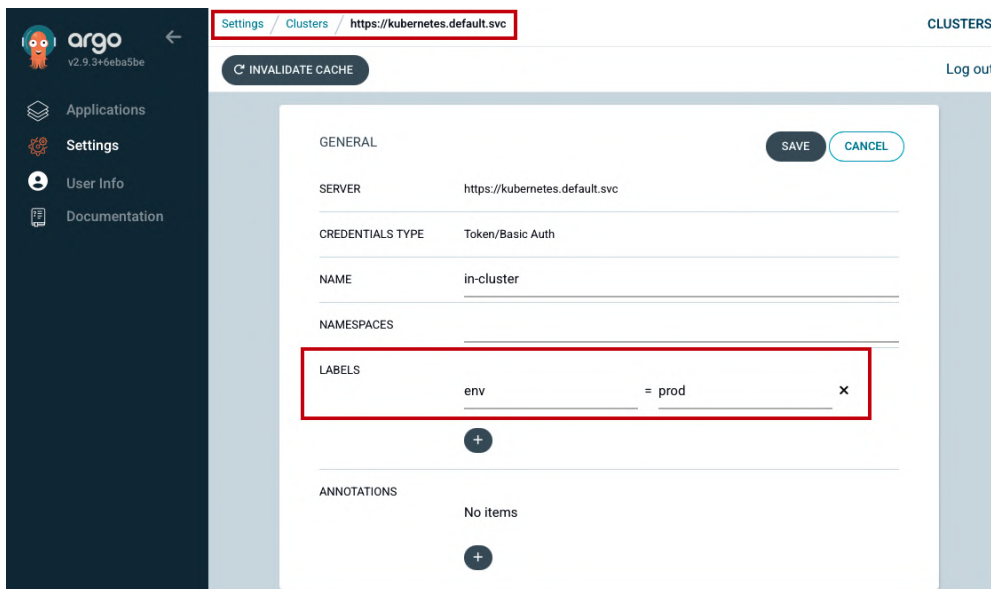 argo
v2.9.3+6eba5be
Applications
Settings
User Info
Documentation
Settings / Clusters / https://kubernetes.default.svc
CLUSTERS
INVALIDATE CACHE
Log out
GENERAL
SAVE
CANCEL
SERVER https://kubernetes.default.svc
CREDENTIALS TYPE Token/Basic Auth
NAME in-cluster
NAMESPACES
LABELS
env = prod
ANNOTATIONS
No items